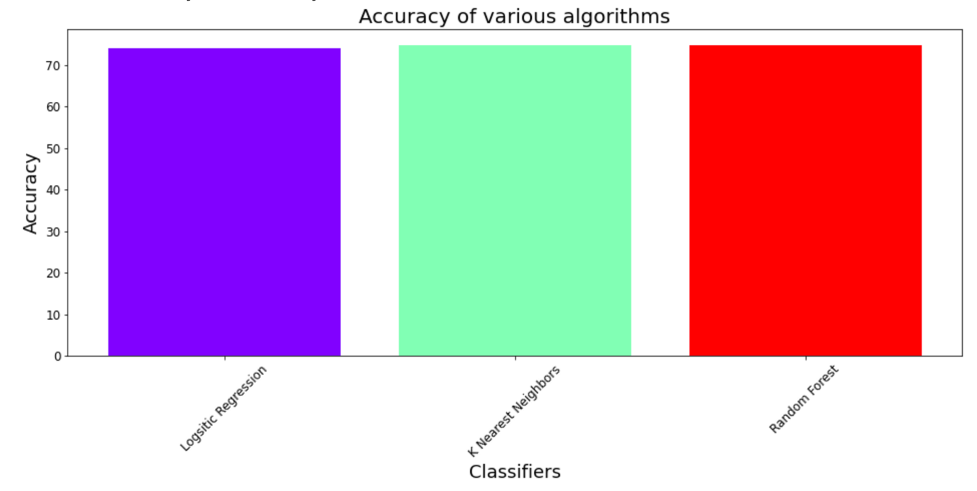 Accuracy of various algorithms
Accuracy
70
60
50
40
30
20
10
0
Logsitic Regression
K Nearest Neighbors
Random Forest
Classifiers